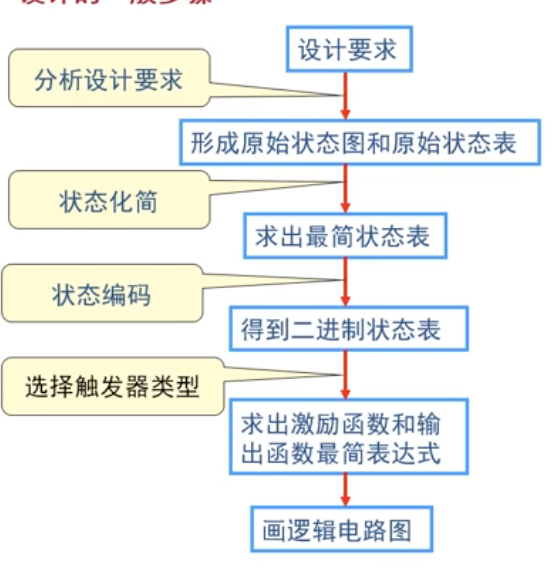 设计要求
分析设计要求
形成原始状态图和原始状态表
状态化简
求出最简状态表
状态编码
得到二进制状态表
选择触发器类型
求出激励函数和输
出函数最简表达式
画逻辑电路图